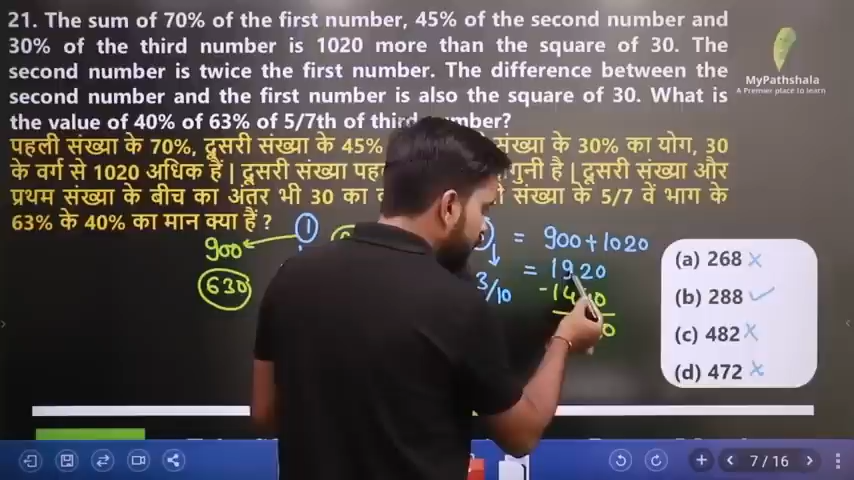 21. The sum of 70% of the first number, 45% of the second number and
30% of the third number is 1020 more than the square of 30. The
second number is twice the first number. The difference between the
second number and the first number is also the square of 30. What is
the value of 40% of 63% of 5/7th of third number?
MyPathshala
A Premier place to learn
पहली संख्या के 70%, दूसरी संख्या के 45% संख्या के 30% का योग, 30
के वर्ग से 1020 अधिक हैं | दूसरी संख्या पह गुनी है | दूसरी संख्या और
प्रथम संख्या के बीच का अंतर भी 30 का संख्या के 5/7 वें भाग के
63% के 40% का मान क्या हैं ?
900 1 = 900+1020
630 3/10 = 1920
(a) 268 ×
(b) 288 ✓
(c) 482 ×
(d) 472 ×
7 / 16